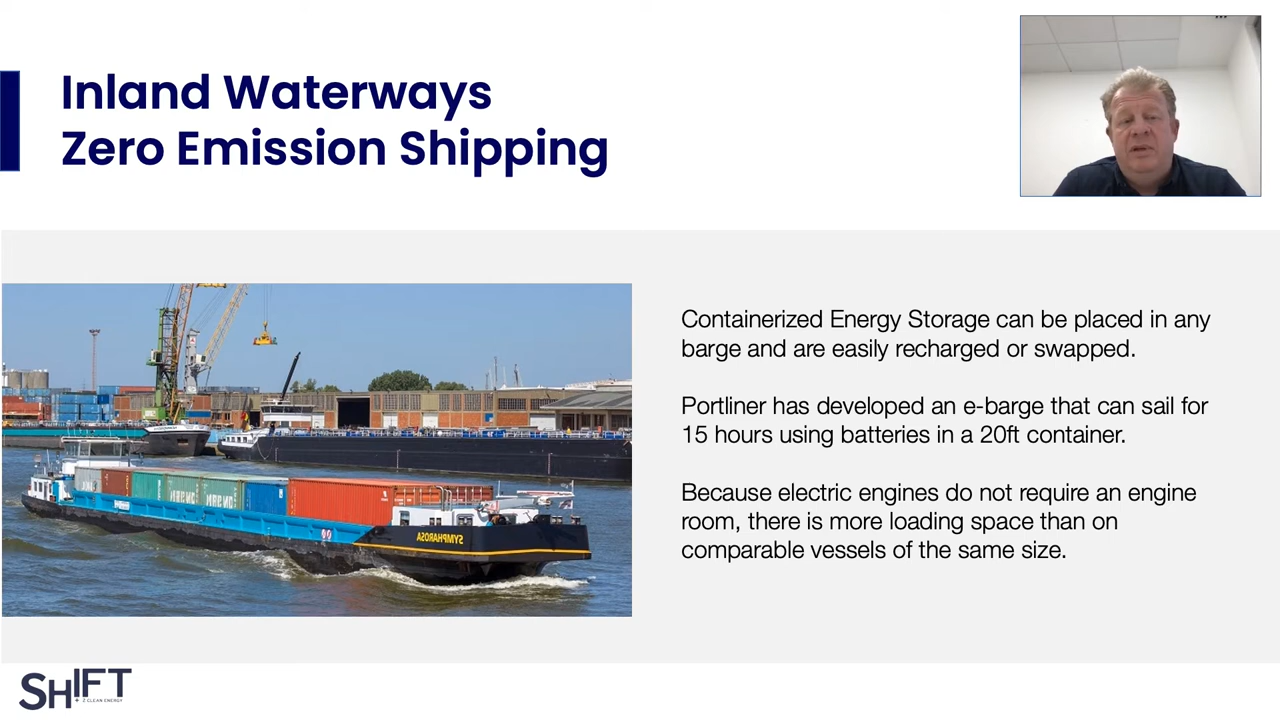 Inland Waterways
Zero Emission Shipping
Containerized Energy Storage can be placed in any
barge and are easily recharged or swapped.
Portliner has developed an e-barge that can sail for
15 hours using batteries in a 20ft container.
Because electric engines do not require an engine
room, there is more loading space than on
comparable vessels of the same size.
SYMPHAROSA
SHIFT
CLEAN ENERGY